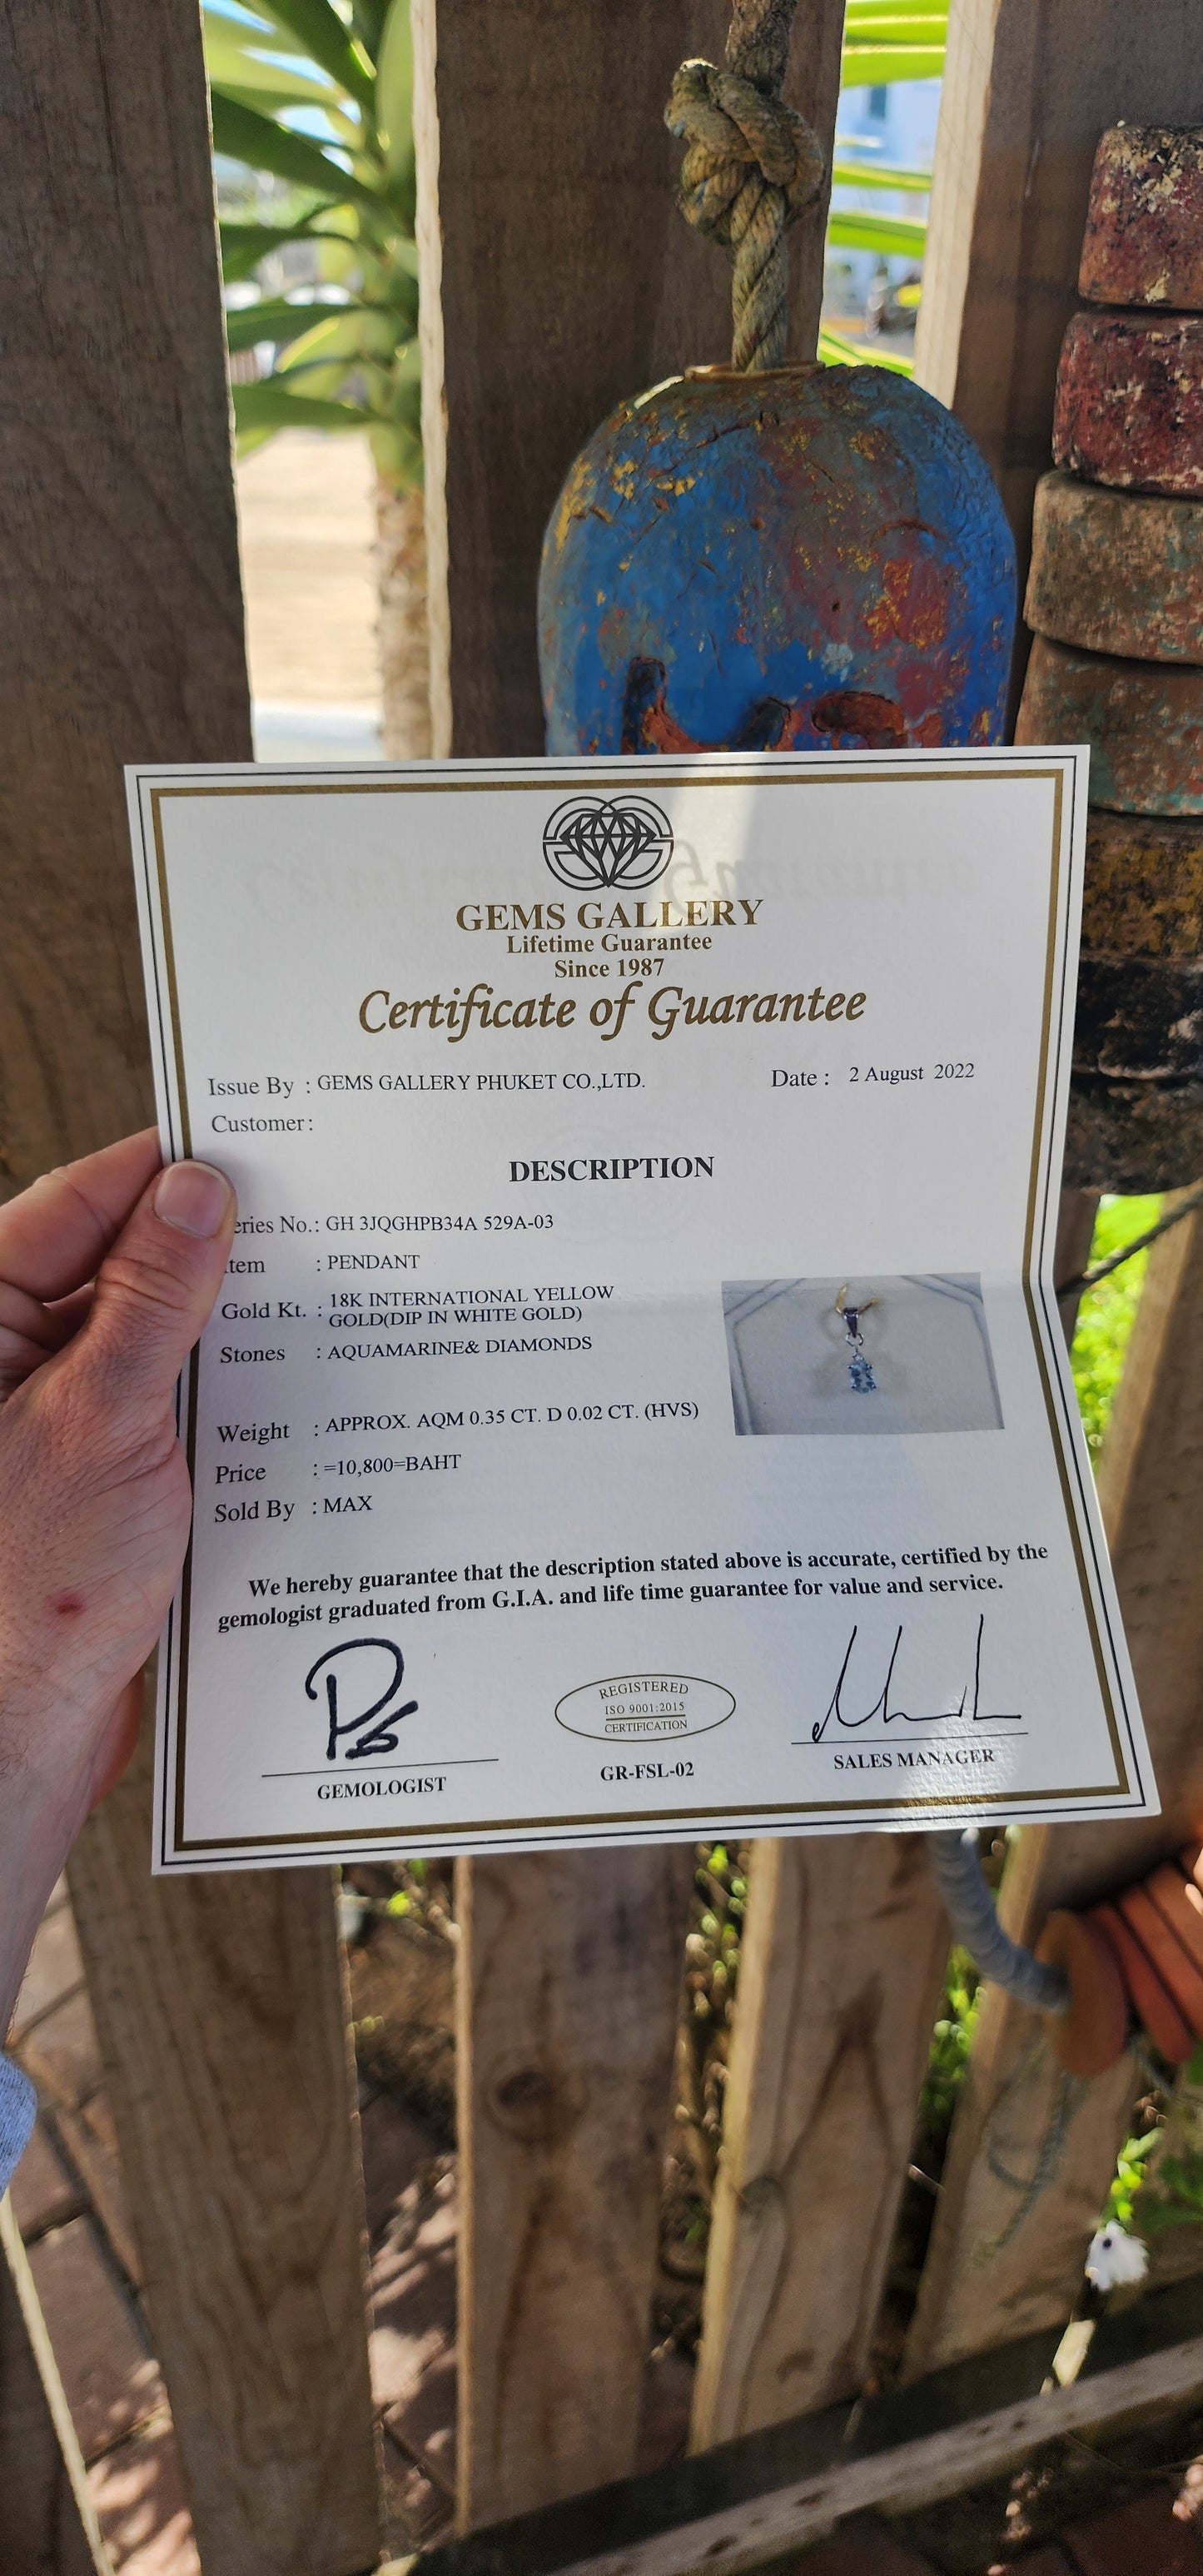 GEMS GALLERY
Lifetime Guarantee
Since 1987
Certificate of Guarantee
Issue By : GEMS GALLERY PHUKET CO.,LTD. Date : 2 August 2022
Customer :
DESCRIPTION
eries No. : GH 3JQGHPB34A 529A-03
tem : PENDANT
Gold Kt. : 18K INTERNATIONAL YELLOW
GOLD(DIP IN WHITE GOLD)
Stones : AQUAMARINE& DIAMONDS
Weight : APPROX. AQM 0.35 CT. D 0.02 CT. (HVS)
Price : =10,800=BAHT
Sold By : MAX
We hereby guarantee that the description stated above is accurate, certified by the
gemologist graduated from G.I.A. and life time guarantee for value and service.
REGISTERED
ISO 9001:2015
CERTIFICATION
GEMOLOGIST
GR-FSL-02
SALES MANAGER